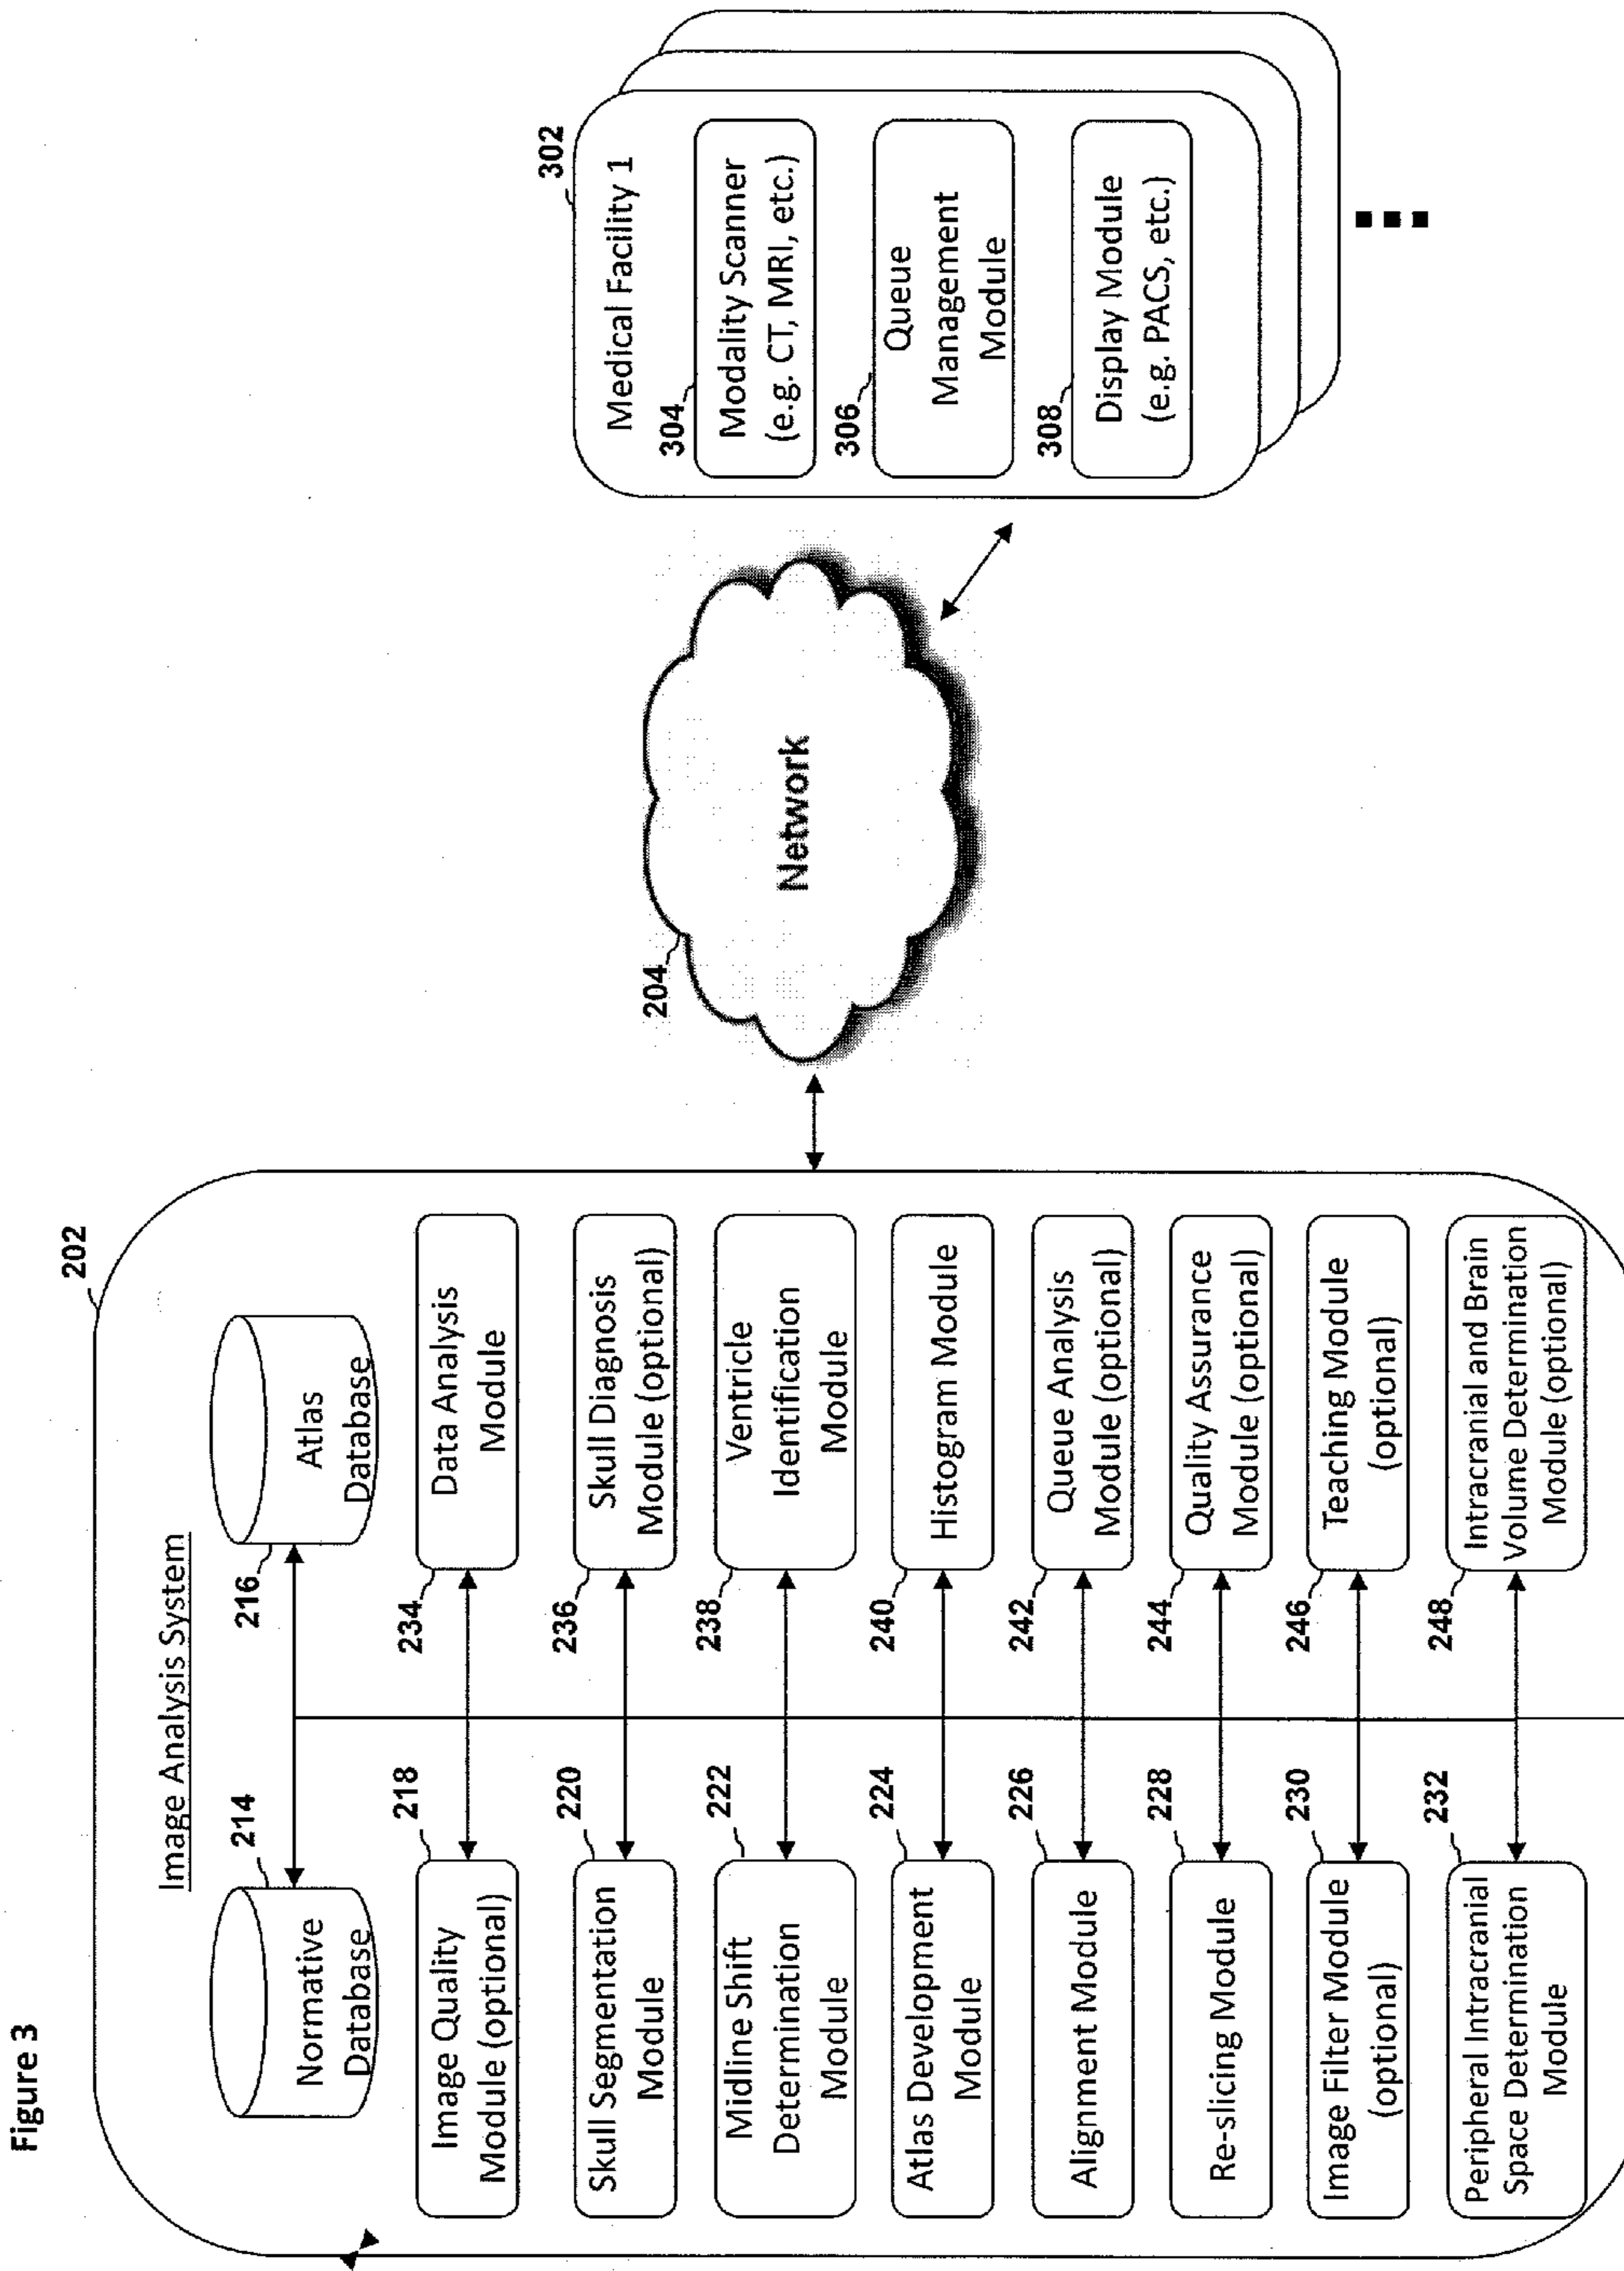 Figure 3
202
Image Analysis System
214
Normative
Database
216
Atlas
Database
218
Image Quality
Module (optional)
234
Data Analysis
Module
220
Skull Segmentation
Module
236
Skull Diagnosis
Module (optional)
222
Midline Shift
Determination
Module
238
Ventricle
Identification
Module
224
Atlas Development
Module
240
Histogram Module
226
Alignment Module
242
Queue Analysis
Module (optional)
228
Re-slicing Module
244
Quality Assurance
Module (optional)
230
Image Filter Module
(optional)
246
Teaching Module
(optional)
232
Peripheral Intracranial
Space Determination
Module
248
Intracranial and Brain
Volume Determination
Module (optional)
204
Network
302
Medical Facility 1
304
Modality Scanner
(e.g. CT, MRI, etc.)
306
Queue
Management
Module
308
Display Module
(e.g. PACS, etc.)